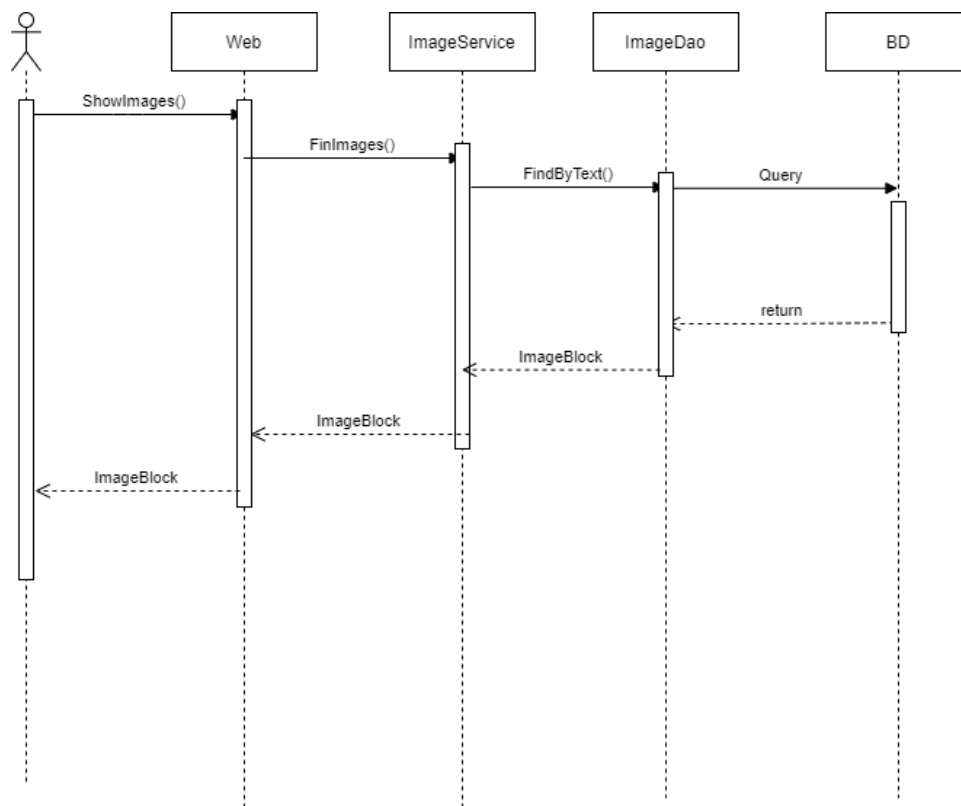 Web
ImageService
ImageDao
BD
ShowImages()
FinImages()
FindByText()
Query
return
ImageBlock
ImageBlock
ImageBlock